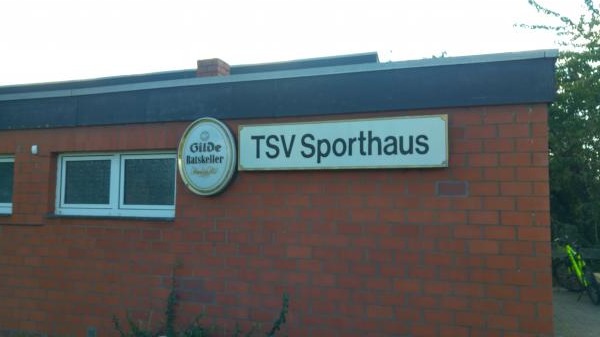 Gilde
Ratskeller
TSV Sporthaus